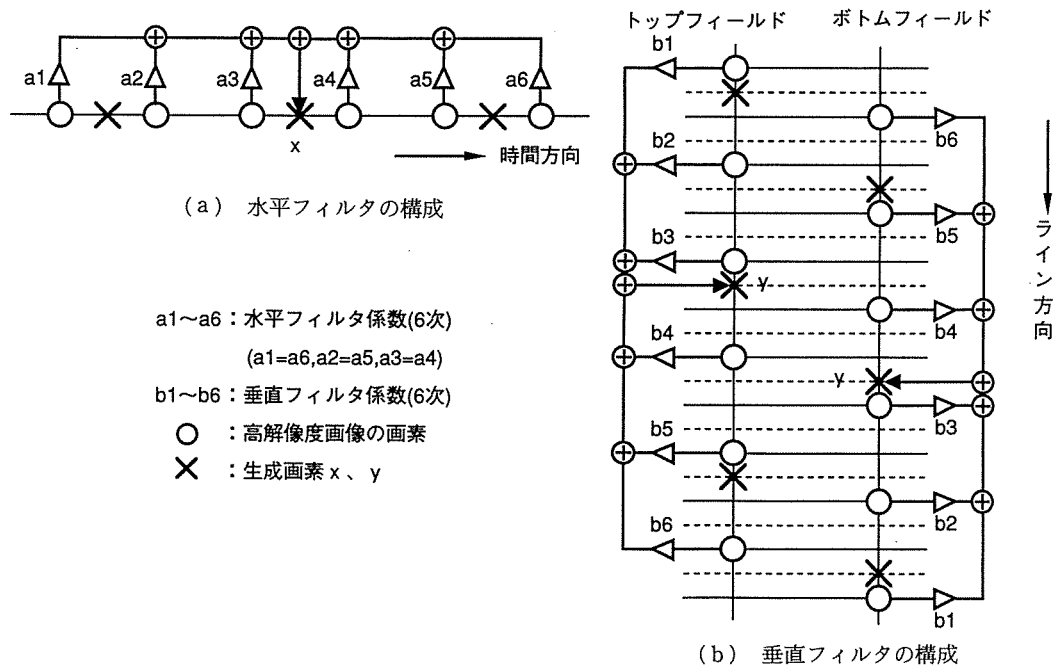 a1
a2
a3
a4
a5
a6
x
時間方向
(a) 水平フィルタの構成
a1〜a6：水平フィルタ係数(6次)
(a1=a6,a2=a5,a3=a4)
b1〜b6：垂直フィルタ係数(6次)
：高解像度画像の画素
：生成画素x、y
トップフィールド
ボトムフィールド
b1
b2
b3
y
b4
b5
b6
b6
b5
b4
y
b3
b2
b1
ライン方向
(b) 垂直フィルタの構成